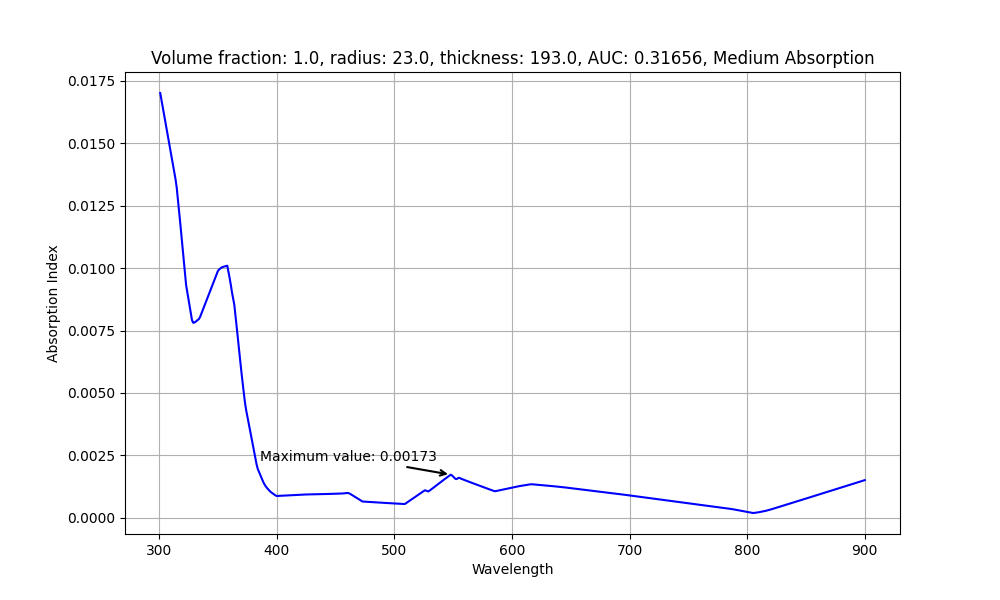 Volume fraction: 1.0, radius: 23.0, thickness: 193.0, AUC: 0.31656, Medium Absorption
0.0175
0.0150
0.0125
0.0100
0.0075
0.0050
0.0025
0.0000
Absorption Index
Maximum value: 0.00173
300 400 500 600 700 800 900
Wavelength